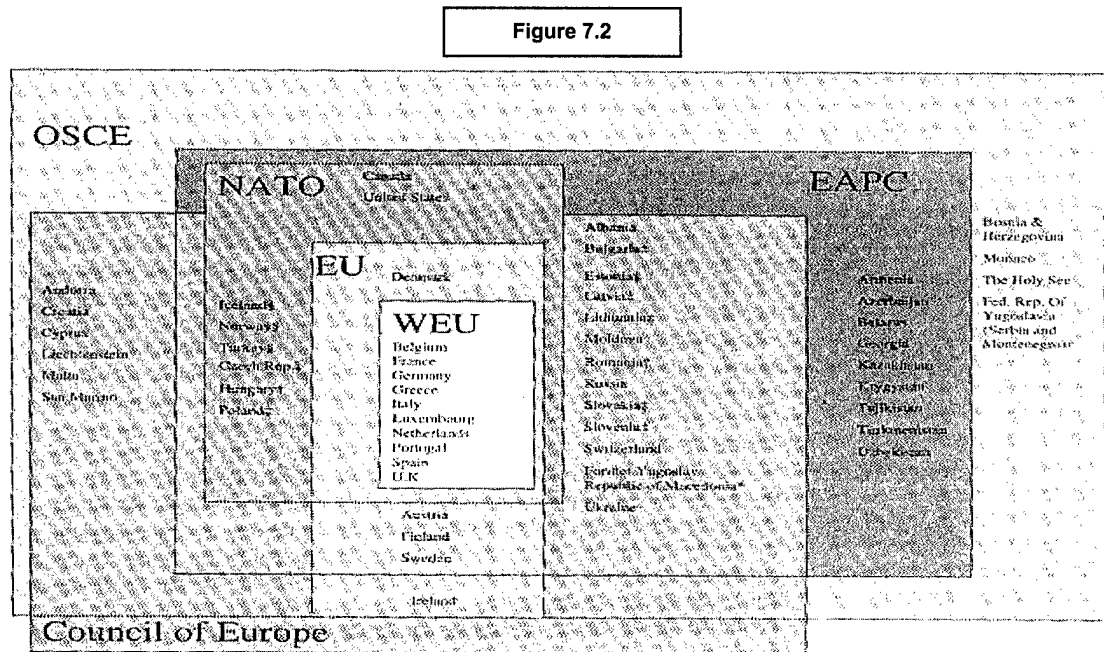 Figure 7.2
OSCE
NATO
Canada
United States
EAPC
EU
Denmark
WEU
Belgium
France
Germany
Greece
Italy
Luxembourg
Netherlands
Portugal
Spain
U.K
Andorra
Croatia
Cyprus
Liechtenstein
Malta
San Marino
Iceland
Norway
Turkey
Czech Rep.
Hungary
Poland
Albania
Bulgaria‡
Estonia‡
Latvia‡
Lithuania‡
Moldova
Romania‡
Russia
Slovakia‡
Slovenia‡
Switzerland
Former Yugoslav
Republic of Macedonia*
Ukraine
Armenia
Azerbaijan
Belarus
Georgia
Kazakhstan
Kyrgyzstan
Tajikistan
Turkmenistan
Uzbekistan
Bosnia &
Herzegovina
Monaco
The Holy See
Fed. Rep. Of
Yugoslavia
(Serbia and
Montenegro)
Austria
Finland
Sweden
Ireland
Council of Europe